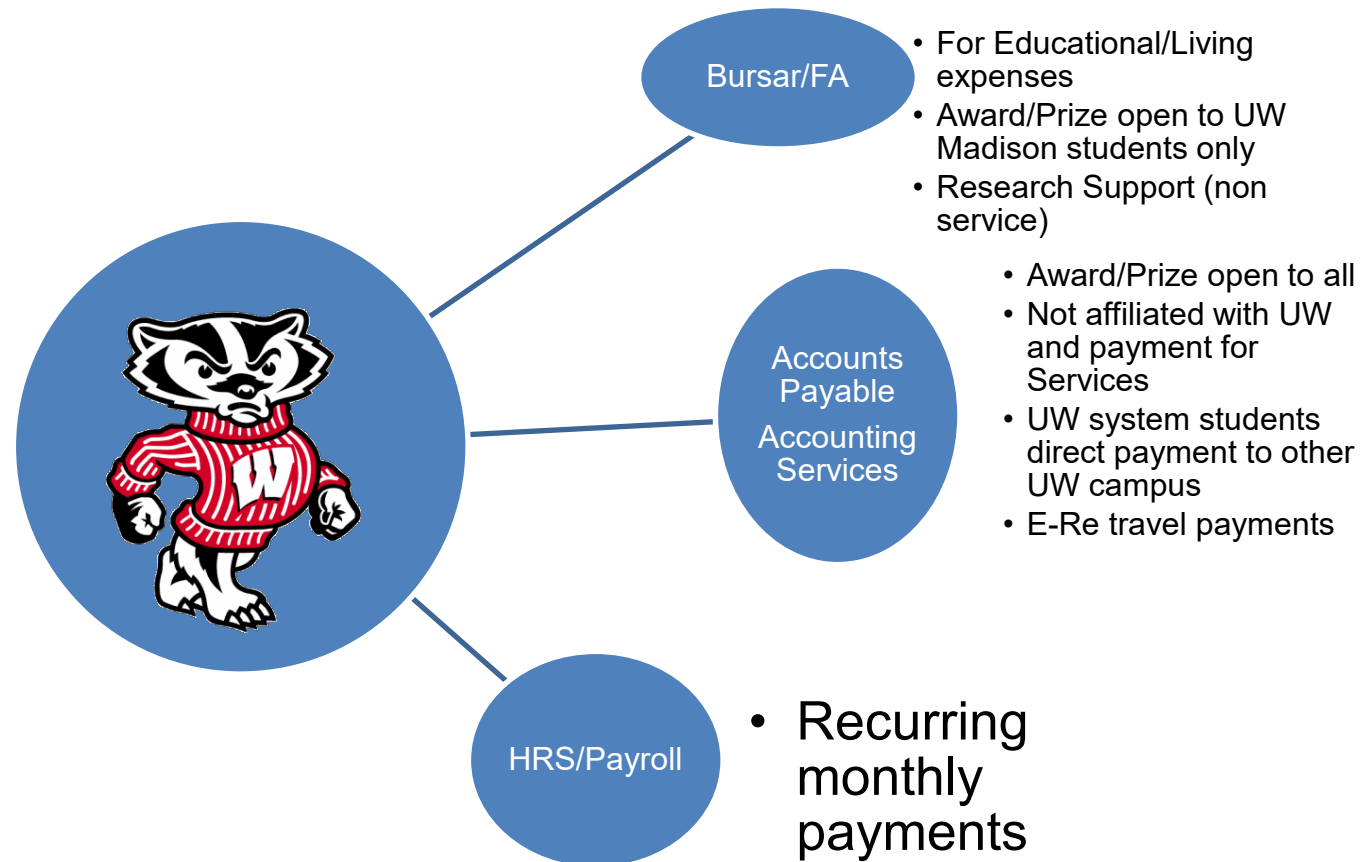 Bursar/FA
• For Educational/Living
expenses
• Award/Prize open to UW
Madison students only
• Research Support (non
service)
W
Accounts
Payable
Accounting
Services
• Award/Prize open to all
• Not affiliated with UW
and payment for
Services
• UW system students
direct payment to other
UW campus
• E-Re travel payments
HRS/Payroll
• Recurring
monthly
payments